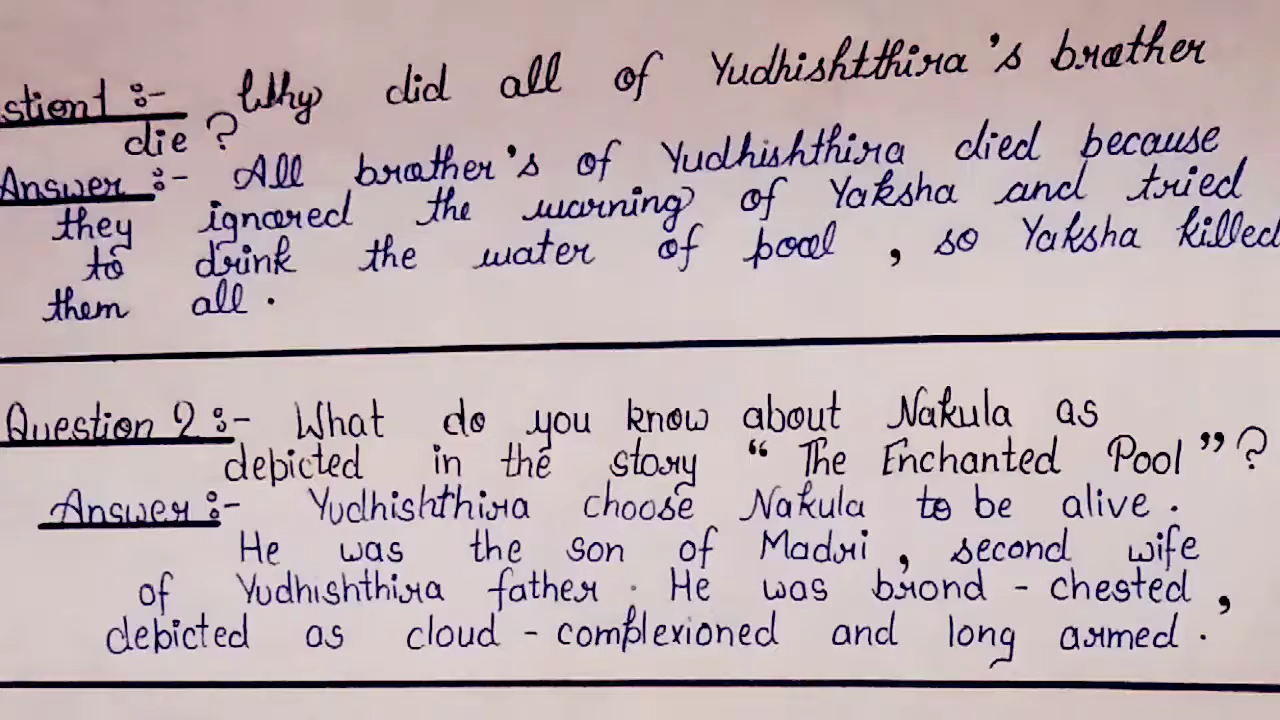 stion1 :- Why did all of Yudhishtthira's brother
die ?
Answer :- All brother's of Yudhishthira died because
they ignored the warning of Yaksha and tried
to drink the water of pool , so Yaksha killed
them all .
Question 2 :- What do you know about Nakula as
depicted in the story " The Enchanted Pool " ?
Answer :- Yudhishthira choose Nakula to be alive .
He was the son of Madri , second wife
of Yudhishthira father . He was brond - chested ,
depicted as cloud - complexioned and long armed .